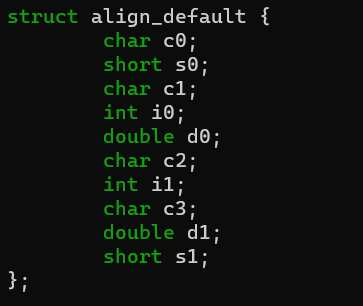 struct align_default {
        char c0;
        short s0;
        char c1;
        int i0;
        double d0;
        char c2;
        int i1;
        char c3;
        double d1;
        short s1;
};